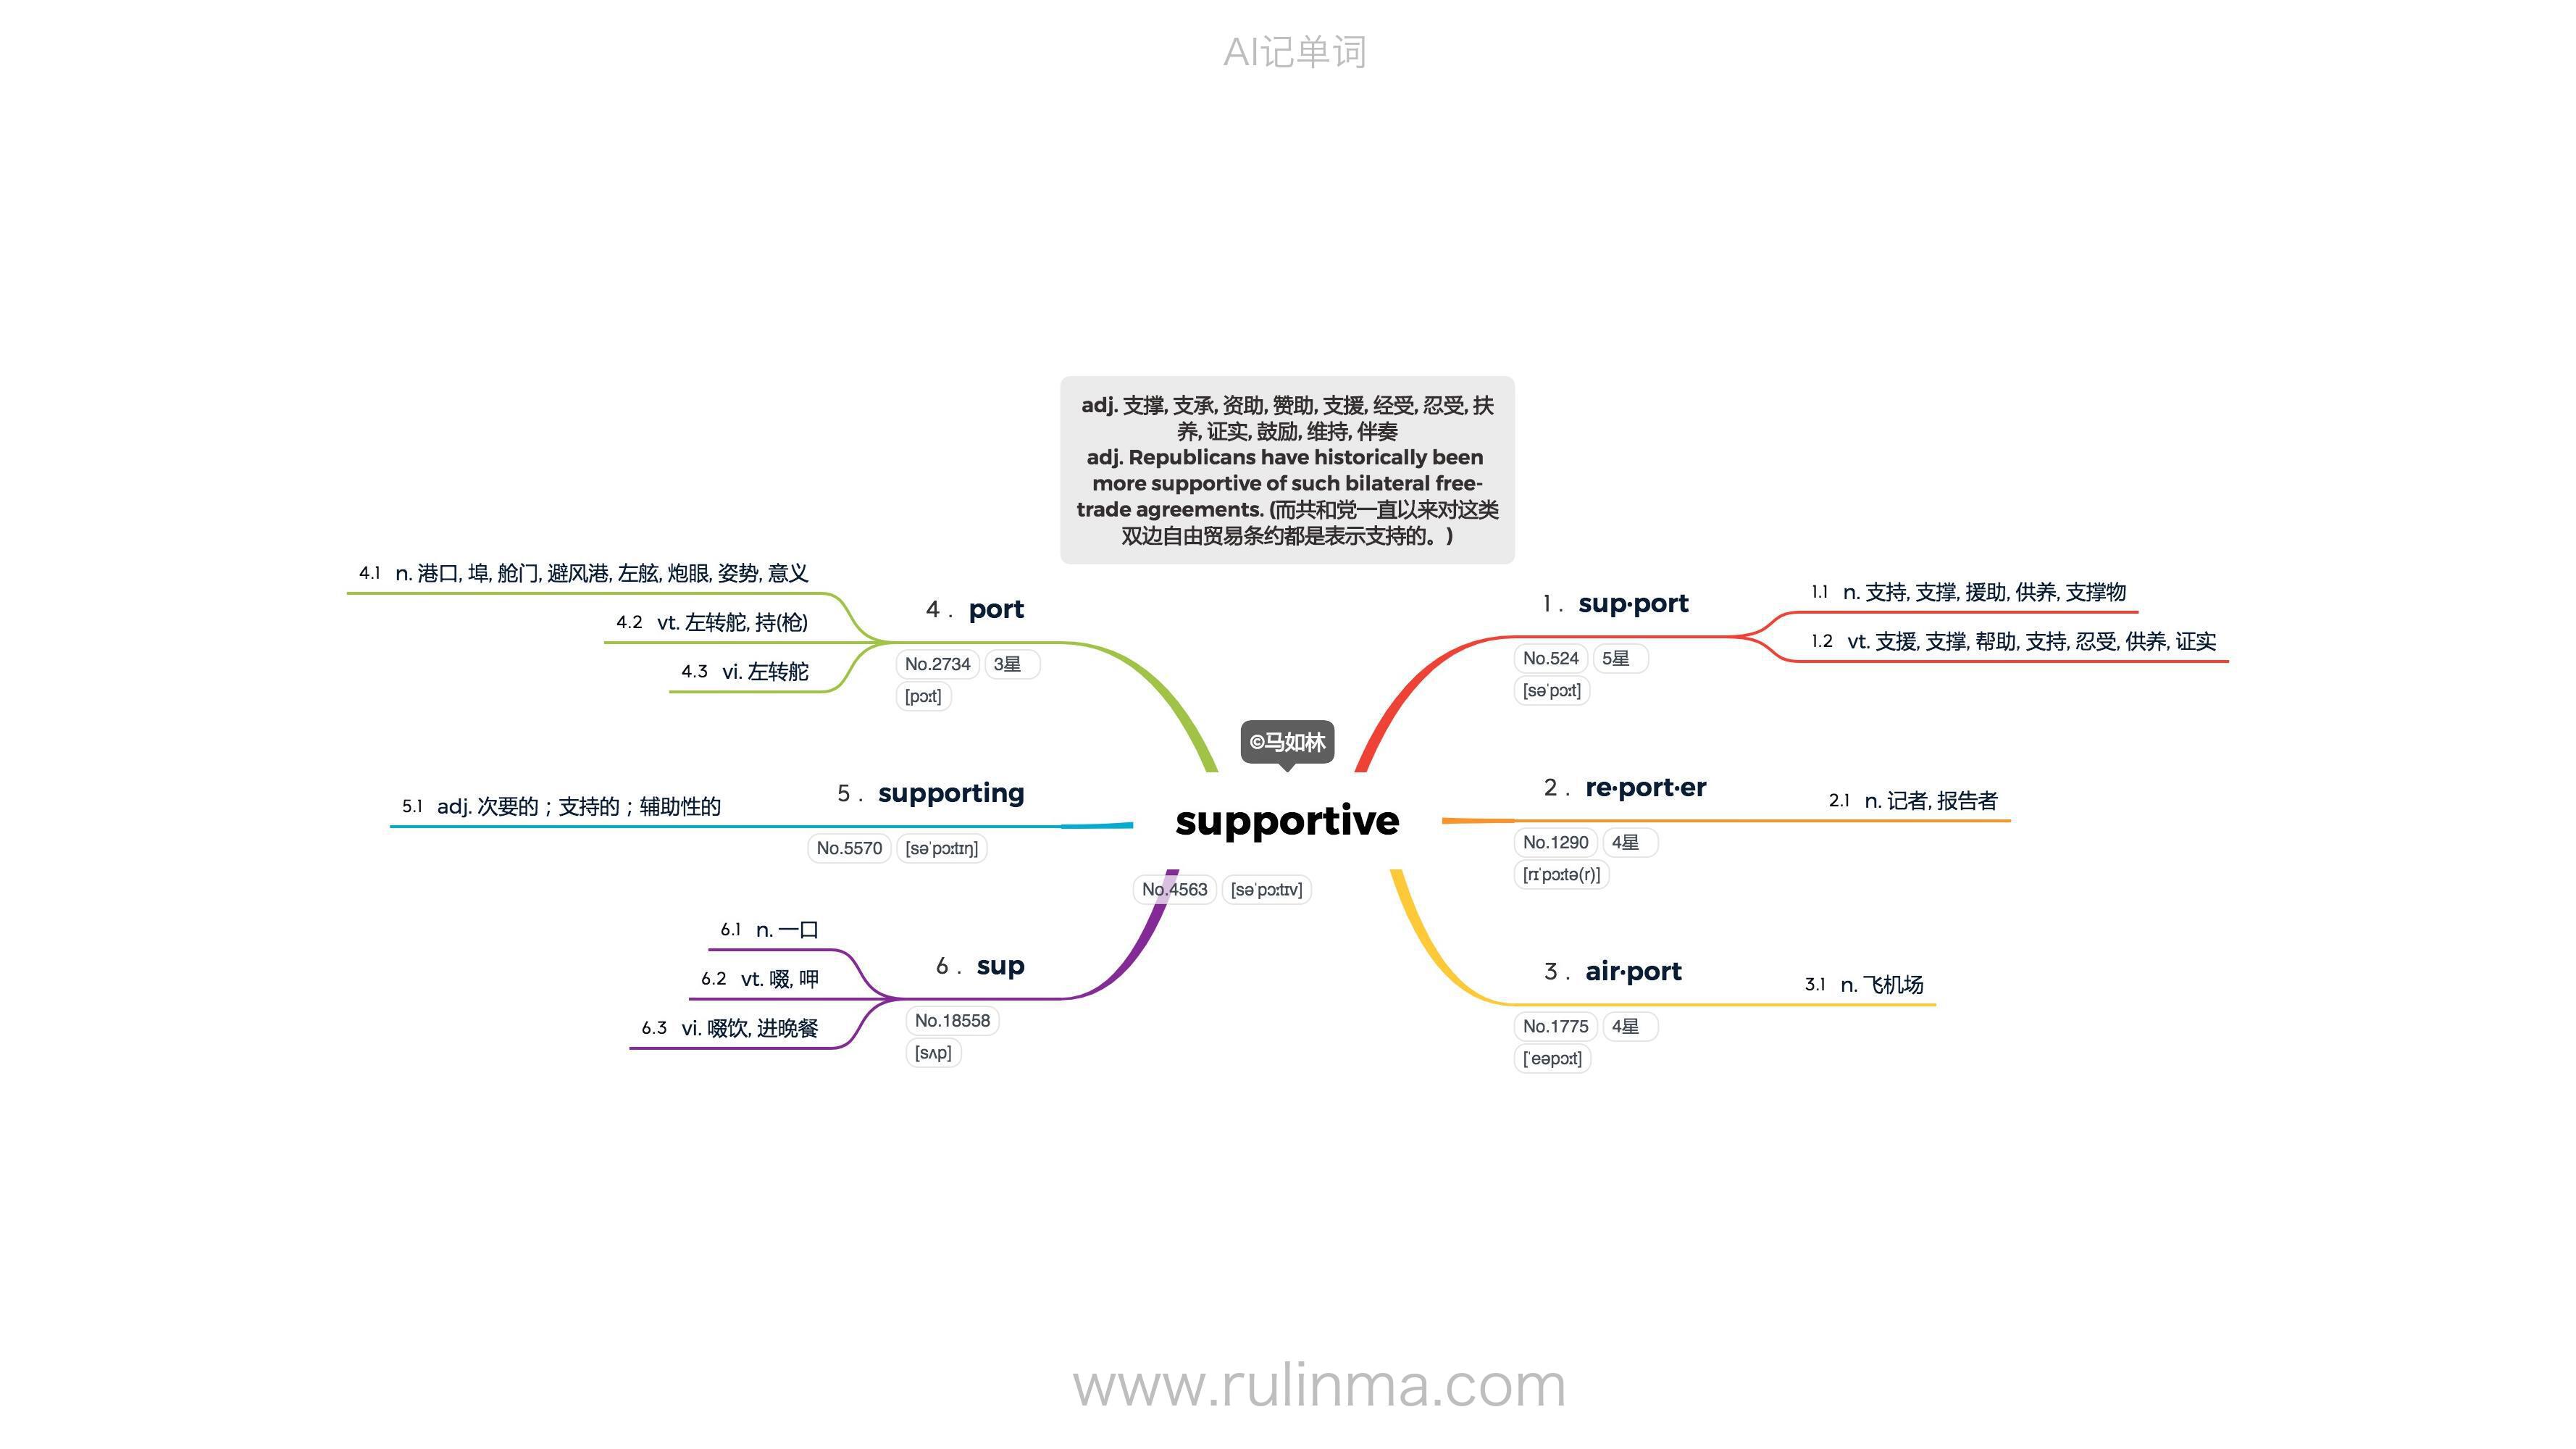 AI记单词
adj. 支撑, 支承, 资助, 赞助, 支援, 经受, 忍受, 扶
养, 证实, 鼓励, 维持, 伴奏
adj. Republicans have historically been
more supportive of such bilateral free-
trade agreements. (而共和党一直以来对这类
双边自由贸易条约都是表示支持的。)
©马如林
supportive
No.4563 [səˈpɔːtɪv]
1. sup·port
No.524 5星
[səˈpɔːt]
1.1 n. 支持, 支撑, 援助, 供养, 支撑物
1.2 vt. 支援, 支撑, 帮助, 支持, 忍受, 供养, 证实
2. re·port·er
No.1290 4星
[rɪˈpɔːtə(r)]
2.1 n. 记者, 报告者
3. air·port
No.1775 4星
[ˈeəpɔːt]
3.1 n. 飞机场
4. port
No.2734 3星
[pɔːt]
4.1 n. 港口, 埠, 舱门, 避风港, 左舷, 炮眼, 姿势, 意义
4.2 vt. 左转舵, 持(枪)
4.3 vi. 左转舵
5. supporting
No.5570 [səˈpɔːtɪŋ]
5.1 adj. 次要的；支持的；辅助性的
6. sup
No.18558
[sʌp]
6.1 n. 一口
6.2 vt. 啜, 呷
6.3 vi. 啜饮, 进晚餐
www.rulinma.com